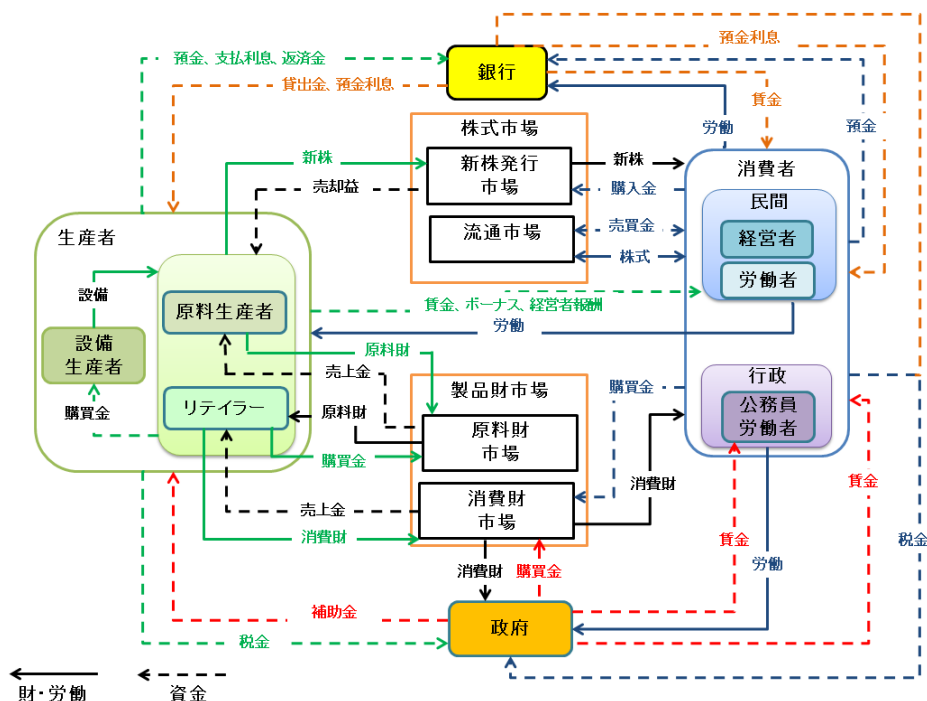 預金利息
預金、支払利息、返済金
銀行
貸出金、預金利息
賃金
株式市場
労働
預金
新株
新株発行
市場
新株
消費者
売却益
購入金
民間
生産者
流通市場
売買金
経営者
株式
労働者
設備
原料生産者
賃金、ボーナス、経営者報酬
労働
設備
生産者
原料財
売上金
製品財市場
購買金
行政
購買金
リテイラー
原料財
公務員
労働者
原料財
市場
購買金
賃金
消費財
消費財
市場
売上金
消費財
賃金
税金
消費財
購買金
労働
補助金
政府
税金
財・労働
資金